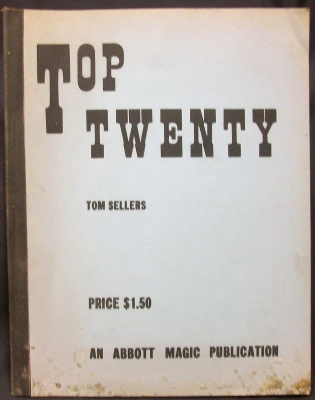 TOP
TWENTY
TOM SELLERS
PRICE $1.50
AN ABBOTT MAGIC PUBLICATION